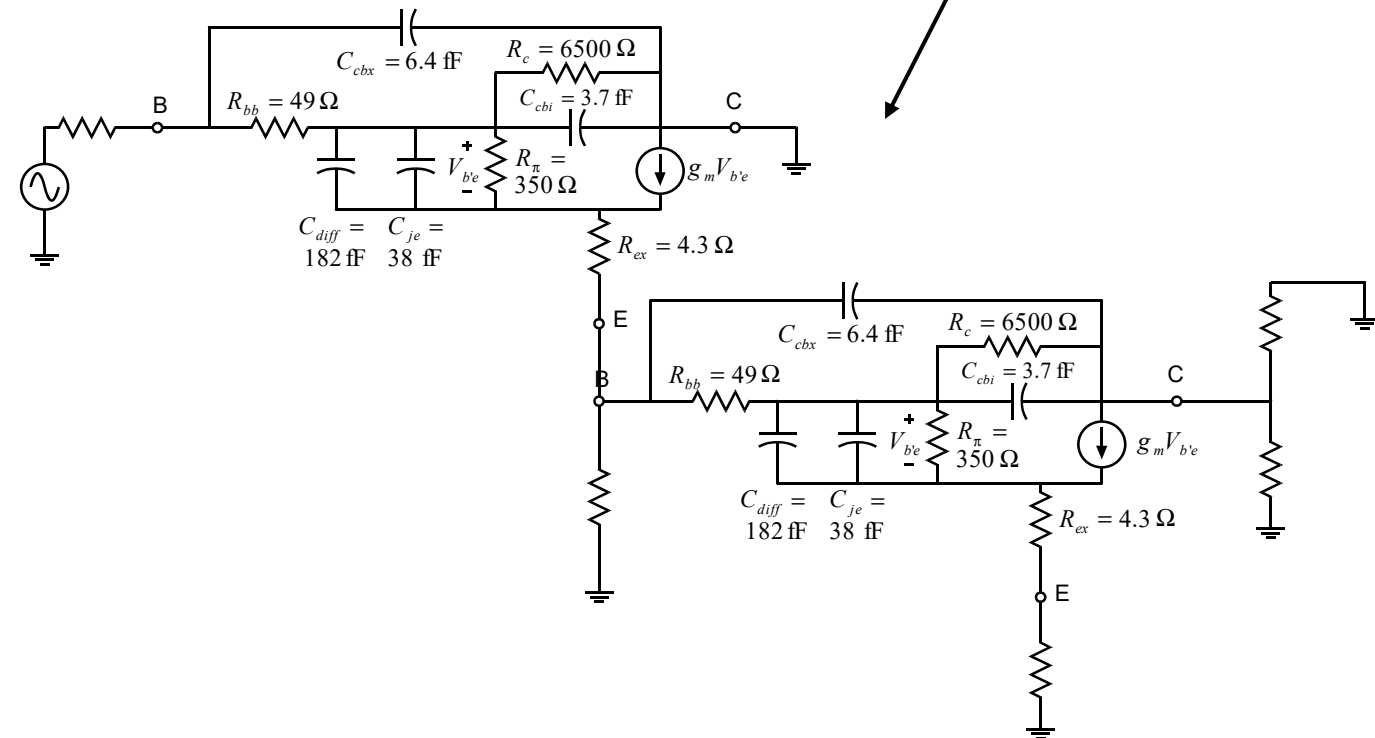 C_cbx = 6.4 fF
R_c = 6500 Ω
B
R_bb = 49 Ω
C_cbi = 3.7 fF
C
+
V_b'e
−
R_π =
350 Ω
g_m V_b'e
C_diff =
182 fF
C_je =
38 fF
R_ex = 4.3 Ω
E
C_cbx = 6.4 fF
R_c = 6500 Ω
B
R_bb = 49 Ω
C_cbi = 3.7 fF
C
+
V_b'e
−
R_π =
350 Ω
g_m V_b'e
C_diff =
182 fF
C_je =
38 fF
R_ex = 4.3 Ω
E